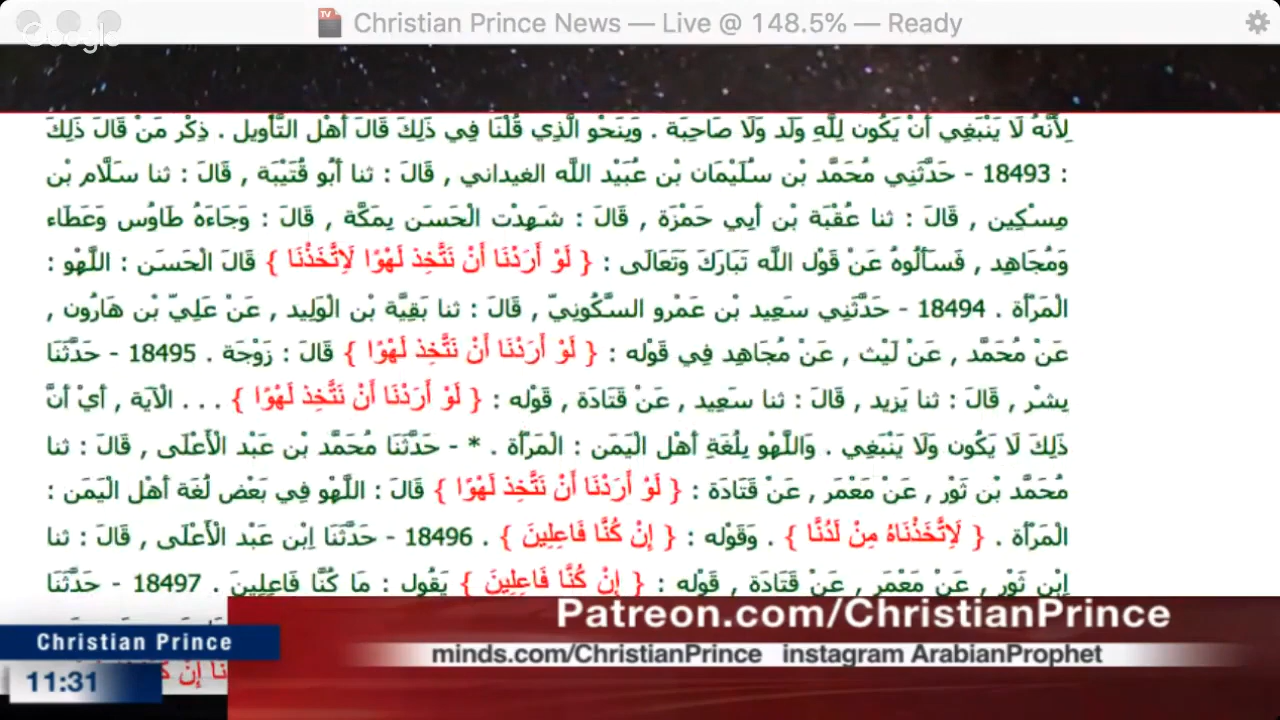 Christian Prince News — Live @ 148.5% — Ready
Google
لِأَنَّهُ لَا يَنْبَغِي أَنْ يَكُون لِلَّهِ وَلَد وَلَا صَاحِبَة . وَبِنَحْوِ الَّذِي قُلْنَا فِي ذَلِكَ قَالَ أَهْل التَّأْوِيل . ذِكْر مَنْ قَالَ ذَلِكَ
: 18493 - حَدَّثَنِي مُحَمَّد بْن سُلَيْمَان بْن عُبَيْد اللَّه الغيداني , قَالَ : ثنا أَبُو قُتَيْبَة , قَالَ : ثنا سَلَّام بْن
مِسْكِين , قَالَ : ثنا عُقْبَة بْن أَبِي حَمْزَة , قَالَ : شَهِدْت الْحَسَن بِمَكَّة , قَالَ : وَجَاءَهُ طَاوُس وَعَطَاء
وَمُجَاهِد , فَسَأَلُوهُ عَنْ قَوْل اللَّه تَبَارَكَ وَتَعَالَى : { لَوْ أَرَدْنَا أَنْ نَتَّخِذ لَهْوًا لَاِتَّخَذْنَا } قَالَ الْحَسَن : اللَّهْو :
الْمَرْأَة . 18494 - حَدَّثَنِي سَعِيد بْن عَمْرو السَّكُونِيّ , قَالَ : ثنا بَقِيَّة بْن الْوَلِيد , عَنْ عَلِيّ بْن هَارُون ,
عَنْ مُحَمَّد , عَنْ لَيْث , عَنْ مُجَاهِد فِي قَوْله : { لَوْ أَرَدْنَا أَنْ نَتَّخِذ لَهْوًا } قَالَ : زَوْجَة . 18495 - حَدَّثَنَا
بِشْر , قَالَ : ثنا يَزِيد , قَالَ : ثنا سَعِيد , عَنْ قَتَادَة , قَوْله : { لَوْ أَرَدْنَا أَنْ نَتَّخِذ لَهْوًا } . . . الْآيَة , أَيْ أَنَّ
ذَلِكَ لَا يَكُون وَلَا يَنْبَغِي . وَاللَّهْو بِلُغَةِ أَهْل الْيَمَن : الْمَرْأَة . * - حَدَّثَنَا مُحَمَّد بْن عَبْد الْأَعْلَى , قَالَ : ثنا
مُحَمَّد بْن ثَوْر , عَنْ مَعْمَر , عَنْ قَتَادَة : { لَوْ أَرَدْنَا أَنْ نَتَّخِذ لَهْوًا } قَالَ : اللَّهْو فِي بَعْض لُغَة أَهْل الْيَمَن :
الْمَرْأَة . { لَاِتَّخَذْنَاهُ مِنْ لَدُنَّا } . وَقَوْله : { إِنْ كُنَّا فَاعِلِينَ } . 18496 - حَدَّثَنَا اِبْن عَبْد الْأَعْلَى , قَالَ : ثنا
اِبْن ثَوْر , عَنْ مَعْمَر , عَنْ قَتَادَة , قَوْله : { إِنْ كُنَّا فَاعِلِينَ } يَقُول : مَا كُنَّا فَاعِلِينَ . 18497 - حَدَّثَنَا
Patreon.com/ChristianPrince
Christian Prince
minds.com/ChristianPrince instagram ArabianProphet
11:31